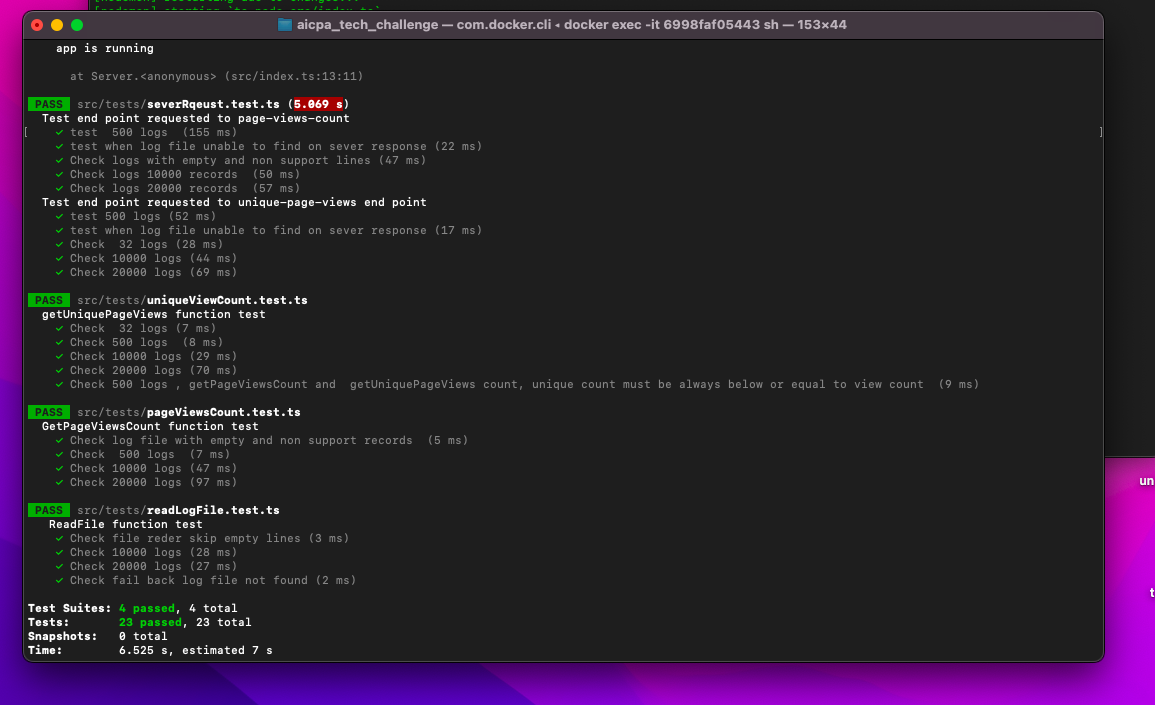 [nodemon] restarting due to changes...
[nodemon] starting `ts-node src/index.ts`
aicpa_tech_challenge — com.docker.cli ◂ docker exec -it 6998faf05443 sh — 153×44
app is running
at Server.<anonymous> (src/index.ts:13:11)
PASS src/tests/severRqeust.test.ts (5.069 s)
Test end point requested to page-views-count
[ ✓ test  500 logs  (155 ms) ]
✓ test when log file unable to find on sever response (22 ms)
✓ Check logs with empty and non support lines (47 ms)
✓ Check logs 10000 records  (50 ms)
✓ Check logs 20000 records  (57 ms)
Test end point requested to unique-page-views end point
✓ test 500 logs (52 ms)
✓ test when log file unable to find on sever response (17 ms)
✓ Check  32 logs (28 ms)
✓ Check 10000 logs (44 ms)
✓ Check 20000 logs (69 ms)
PASS src/tests/uniqueViewCount.test.ts
getUniquePageViews function test
✓ Check  32 logs (7 ms)
✓ Check 500 logs  (8 ms)
✓ Check 10000 logs (29 ms)
✓ Check 20000 logs (70 ms)
✓ Check 500 logs , getPageViewsCount and  getUniquePageViews count, unique count must be always below or equal to view count  (9 ms)
PASS src/tests/pageViewsCount.test.ts
GetPageViewsCount function test
✓ Check log file with empty and non support records  (5 ms)
✓ Check  500 logs  (7 ms)
✓ Check 10000 logs (47 ms)
✓ Check 20000 logs (97 ms)
un
PASS src/tests/readLogFile.test.ts
ReadFile function test
✓ Check file reder skip empty lines (3 ms)
✓ Check 10000 logs (28 ms)
✓ Check 20000 logs (27 ms)
✓ Check fail back log file not found (2 ms)
t
Test Suites: 4 passed, 4 total
Tests:       23 passed, 23 total
Snapshots:   0 total
Time:        6.525 s, estimated 7 s